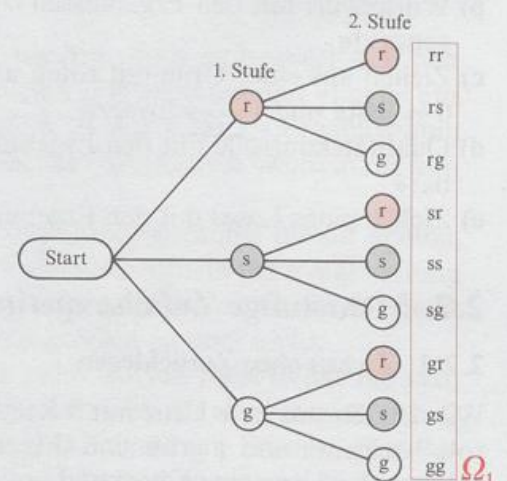 2. Stufe
r rr
1. Stufe
r s rs
g rg
r sr
Start s s ss
g sg
r gr
g s gs
g gg
Ω₁